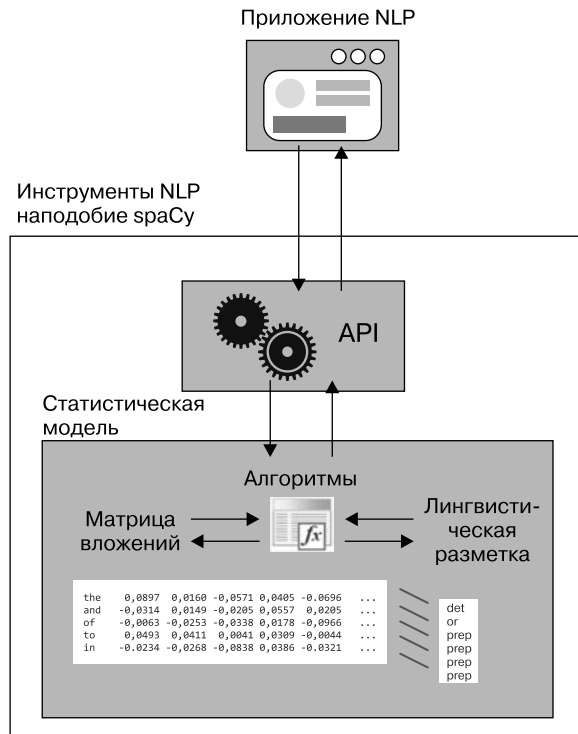 Приложение NLP
Инструменты NLP
наподобие spaCy
API
Статистическая
модель
Алгоритмы
Матрица
вложений
Лингвисти-
ческая
разметка
fx
the 0,0897 0,0160 -0,0571 0,0405 -0.0696 ...
and -0,0314 0,0149 -0,0205 0,0557 0,0205 ...
of -0,0063 -0,0253 -0,0338 0,0178 -0,0966 ...
to 0,0493 0,0411 0,0041 0,0309 -0,0044 ...
in -0.0234 -0,0268 -0,0838 0,0386 -0.0321 ...
det
or
prep
prep
prep
prep